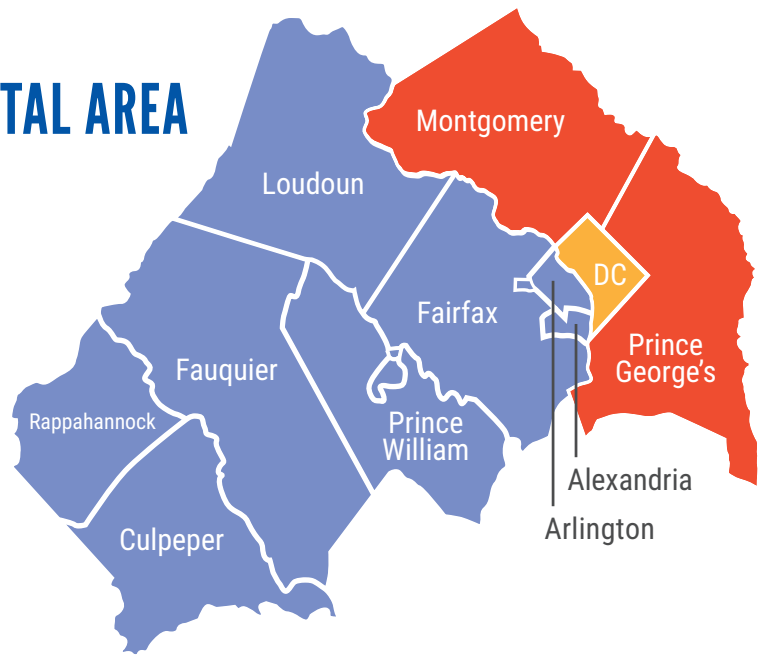 TAL AREA
Montgomery
Loudoun
DC
Fairfax
Prince
George's
Fauquier
Rappahannock
Prince
William
Alexandria
Arlington
Culpeper